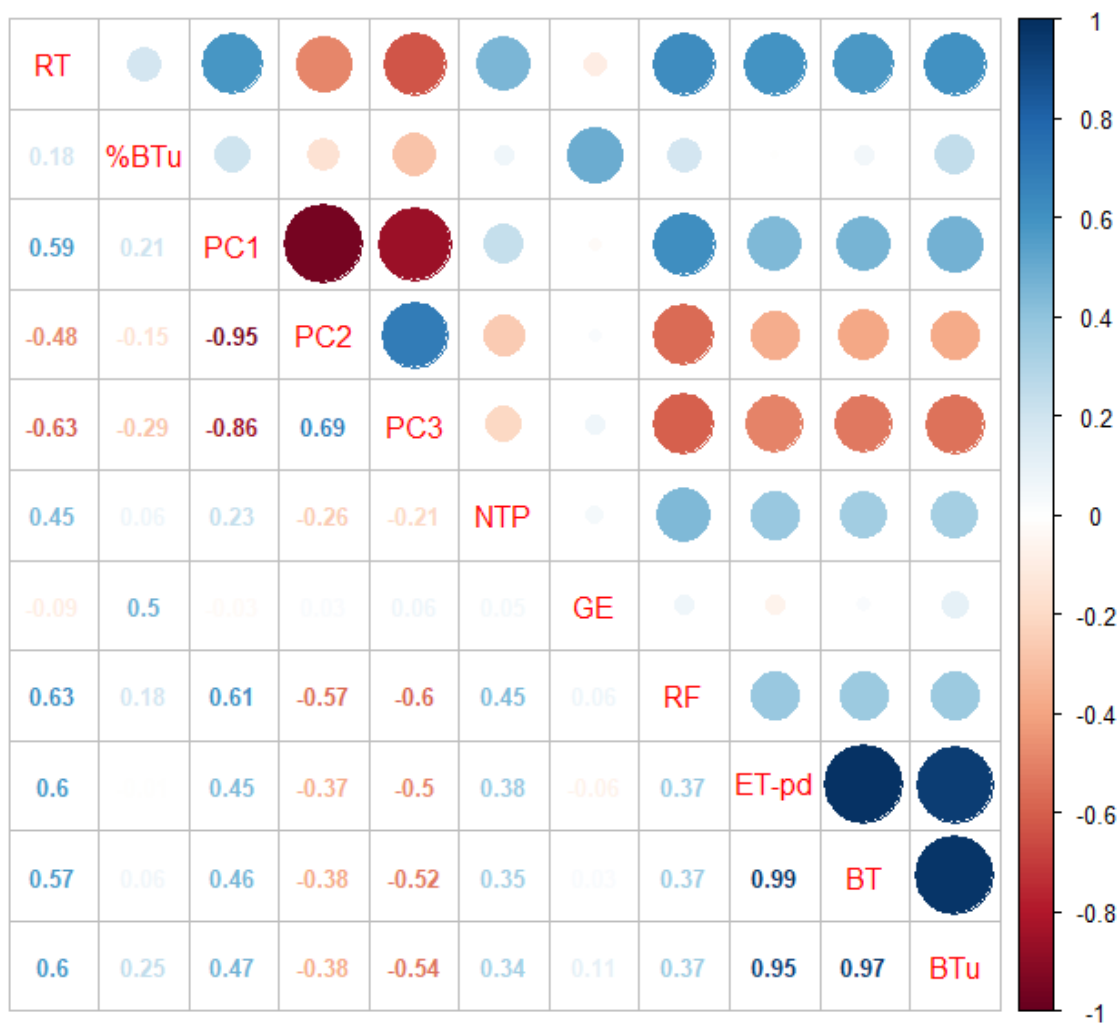 RT
0.18 %BTu
0.59 0.21 PC1
-0.48 -0.15 -0.95 PC2
-0.63 -0.29 -0.86 0.69 PC3
0.45 0.06 0.23 -0.26 -0.21 NTP
-0.09 0.5 -0.03 0.03 0.06 0.05 GE
0.63 0.18 0.61 -0.57 -0.6 0.45 0.06 RF
0.6 0.45 -0.37 -0.5 0.38 -0.06 0.37 ET-pd
0.57 0.06 0.46 -0.38 -0.52 0.35 0.03 0.37 0.99 BT
0.6 0.25 0.47 -0.38 -0.54 0.34 0.11 0.37 0.95 0.97 BTu
1
0.8
0.6
0.4
0.2
0
-0.2
-0.4
-0.6
-0.8
-1